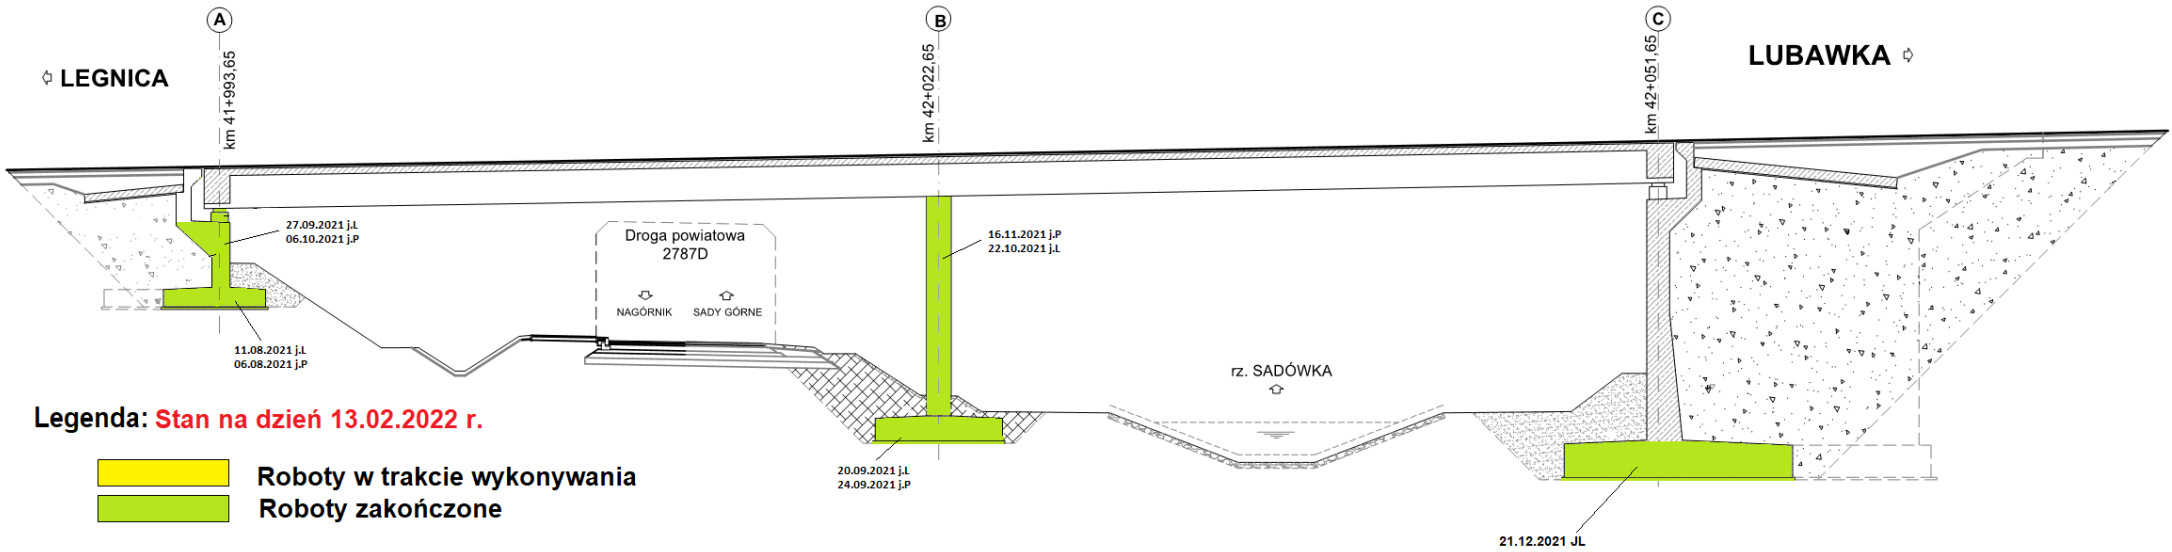 A
B
C
km 41+993,65
km 42+022,65
km 42+051,65
LEGNICA
LUBAWKA
27.09.2021 j.L
06.10.2021 j.P
Droga powiatowa
2787D
NAGÓRNIK SADY GÓRNE
16.11.2021 j.P
22.10.2021 j.L
11.08.2021 j.L
06.08.2021 j.P
rz. SADÓWKA
Legenda: Stan na dzień 13.02.2022 r.
20.09.2021 j.L
24.09.2021 j.P
Roboty w trakcie wykonywania
Roboty zakończone
21.12.2021 JL